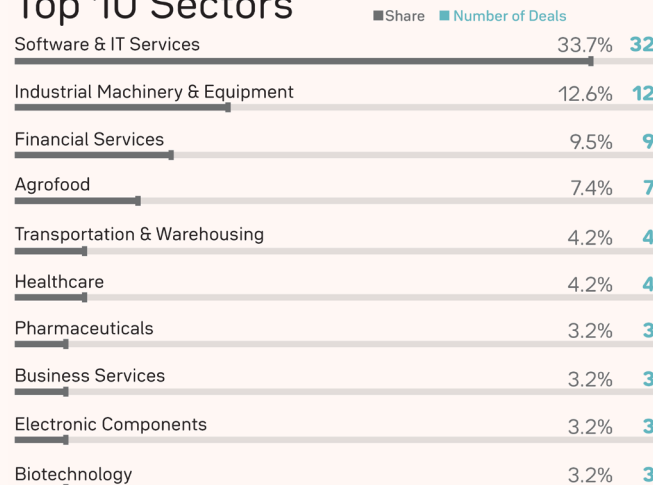 Top 10 Sectors
Share Number of Deals
Software & IT Services 33.7% 32
Industrial Machinery & Equipment 12.6% 12
Financial Services 9.5% 9
Agrofood 7.4% 7
Transportation & Warehousing 4.2% 4
Healthcare 4.2% 4
Pharmaceuticals 3.2% 3
Business Services 3.2% 3
Electronic Components 3.2% 3
Biotechnology 3.2% 3